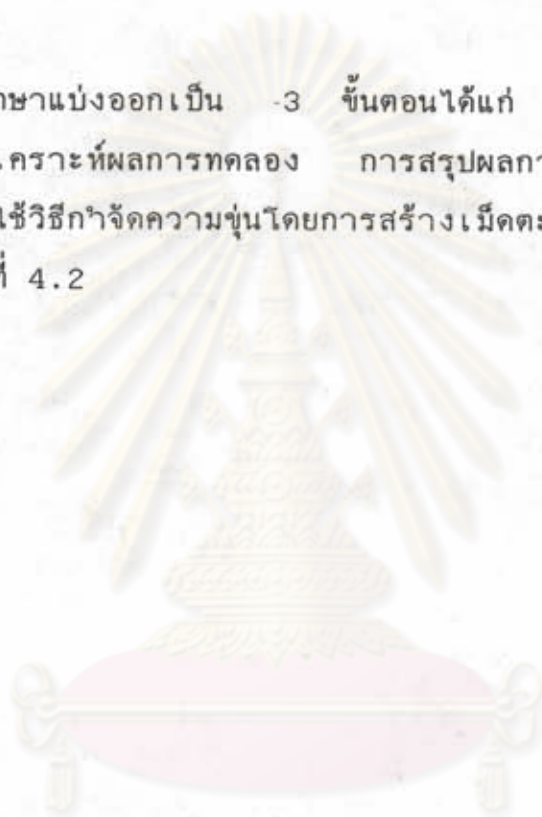 าษาแบ่งออกเป็น -3 ขั้นตอนได้แก่
เคราะห์ผลการทดลอง การสรุปผลกา
ใช้วิธีกำจัดความขุ่นโดยการสร้างเม็ดตะ
ที่ 4.2